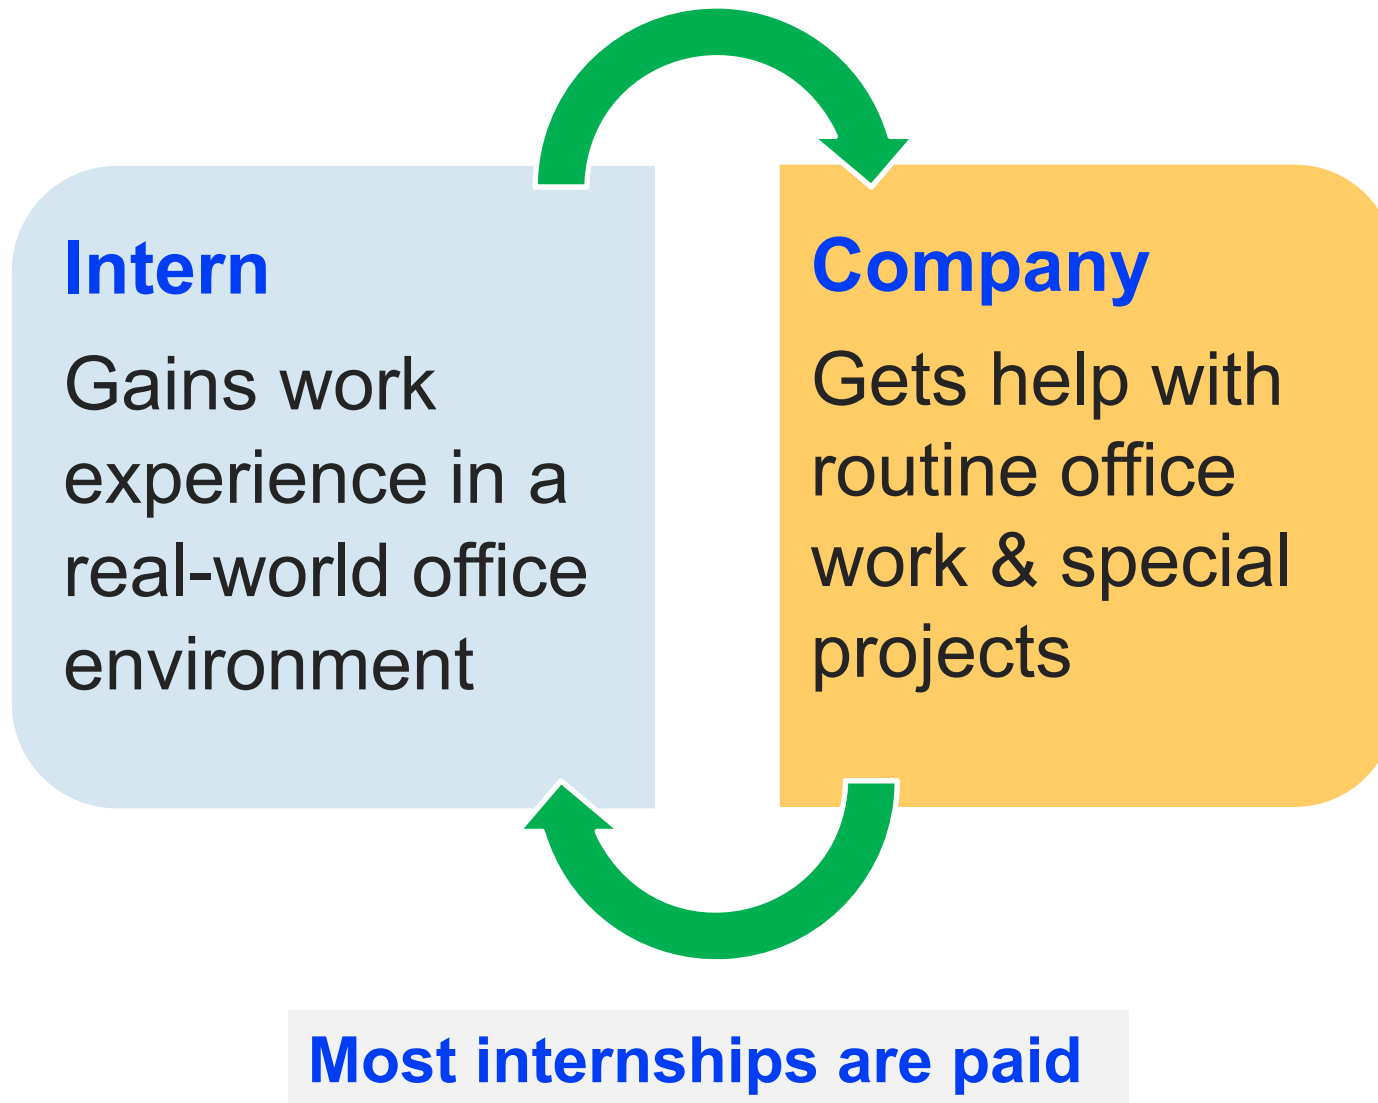 Intern
Gains work
experience in a
real-world office
environment
Company
Gets help with
routine office
work & special
projects
Most internships are paid